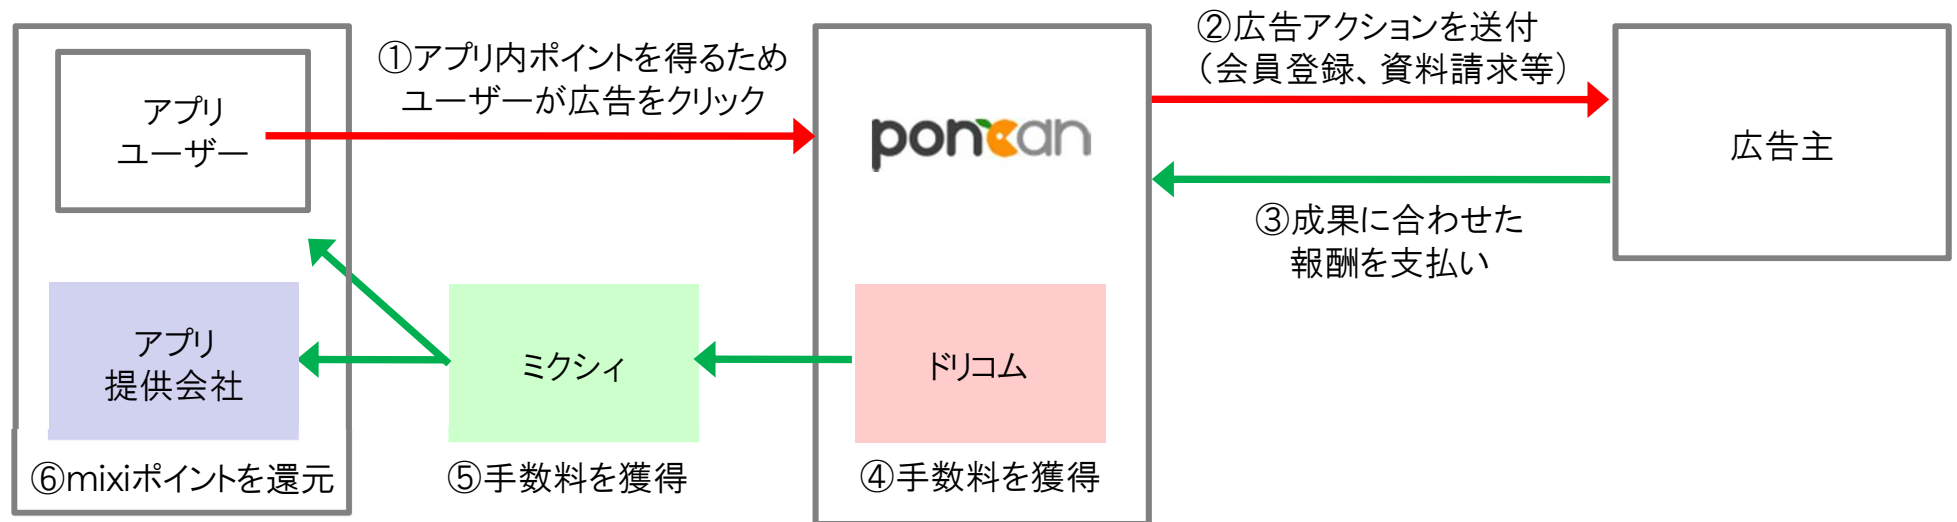 アプリ
ユーザー
①アプリ内ポイントを得るため
ユーザーが広告をクリック
poncan
②広告アクションを送付
（会員登録、資料請求等）
広告主
③成果に合わせた
報酬を支払い
アプリ
提供会社
ミクシィ
ドリコム
⑥mixiポイントを還元
⑤手数料を獲得
④手数料を獲得